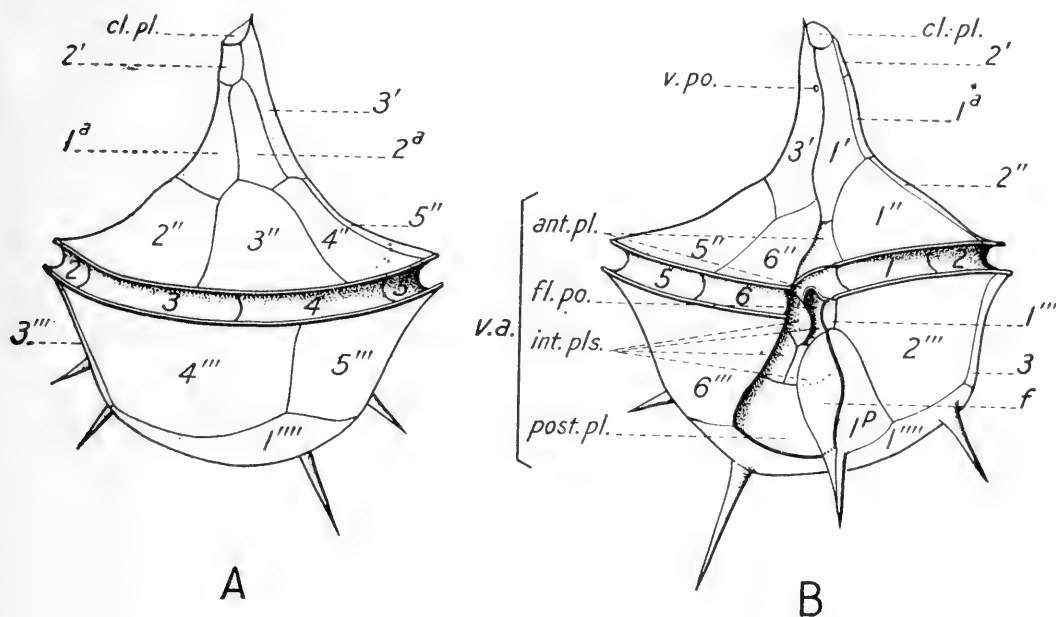 cl. pl.
2'
3'
1ᵃ
2ᵃ
5''
2''
3''
4''
2
3
4
5
3'''
4'''
5'''
1''''
A
cl. pl.
2'
v. po.
1ᵃ
3'
1'
2''
1''
ant. pl.
5''
6''
1
2
5
6
fl. po.
v. a.
int. pls.
1'''
2'''
3
6'''
f
post. pl.
1ᵖ
1''''
B